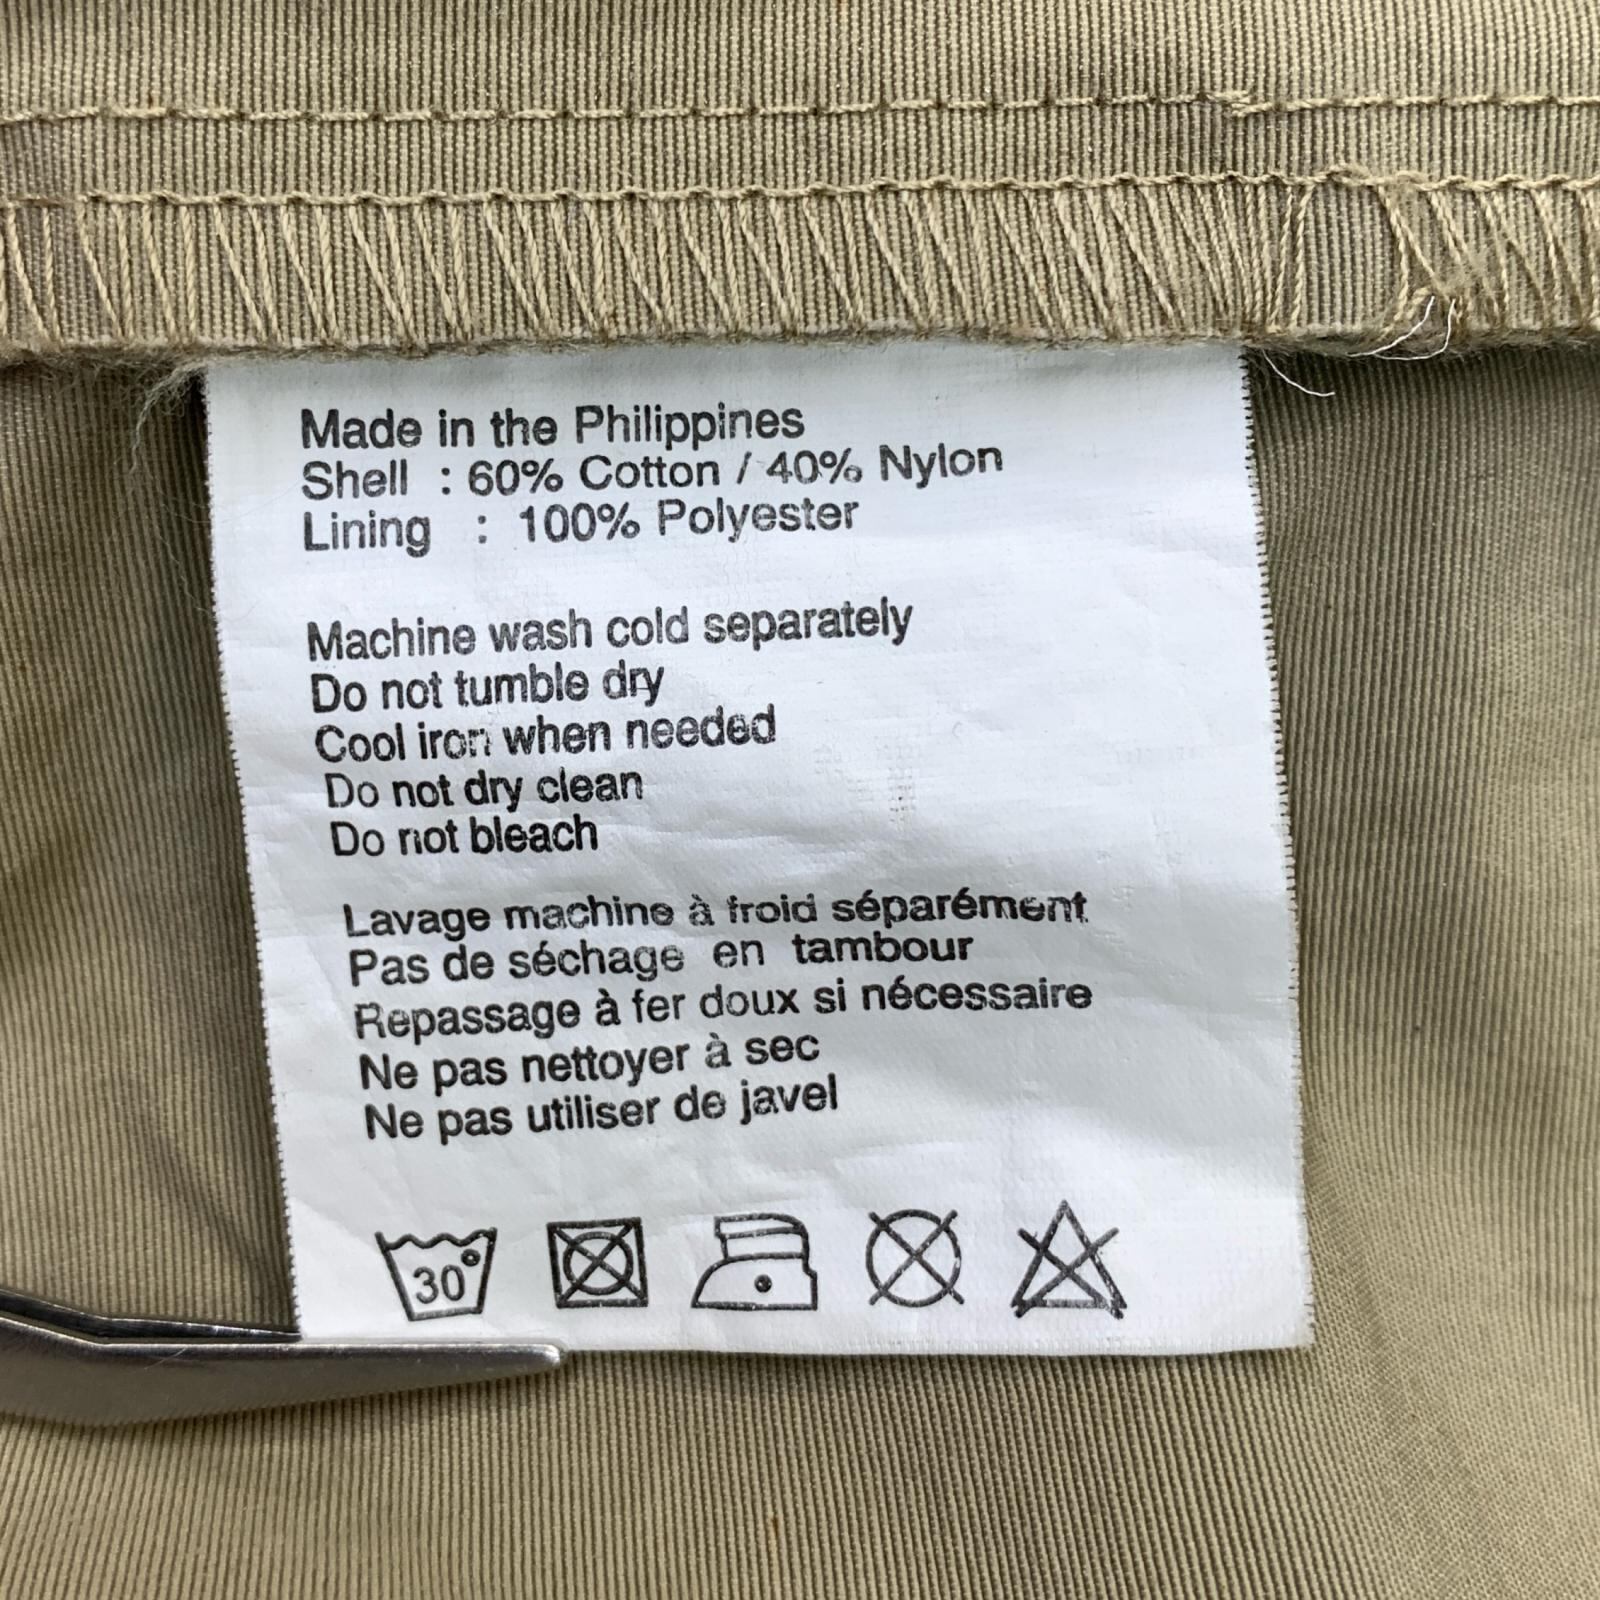 Made in the Philippines
Shell : 60% Cotton / 40% Nylon
Lining : 100% Polyester
Machine wash cold separately
Do not tumble dry
Cool iron when needed
Do not dry clean
Do not bleach
Lavage machine à froid séparément
Pas de séchage en tambour
Repassage à fer doux si nécessaire
Ne pas nettoyer à sec
Ne pas utiliser de javel
30°